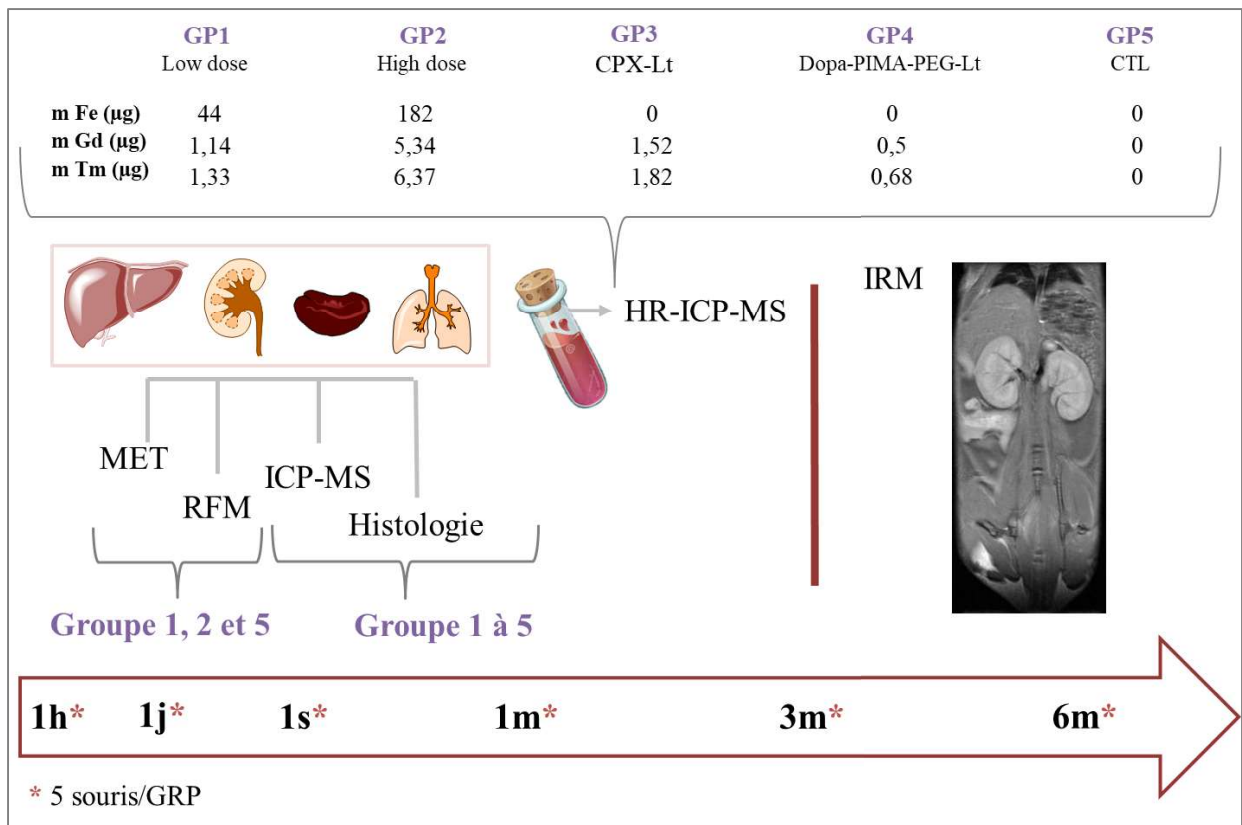 GP1 GP2 GP3 GP4 GP5
Low dose High dose CPX-Lt Dopa-PIMA-PEG-Lt CTL
m Fe (µg) 44 182 0 0 0
m Gd (µg) 1,14 5,34 1,52 0,5 0
m Tm (µg) 1,33 6,37 1,82 0,68 0
HR-ICP-MS
IRM
MET
RFM
ICP-MS
Histologie
Groupe 1, 2 et 5
Groupe 1 à 5
1h* 1j* 1s* 1m* 3m* 6m*
* 5 souris/GRP